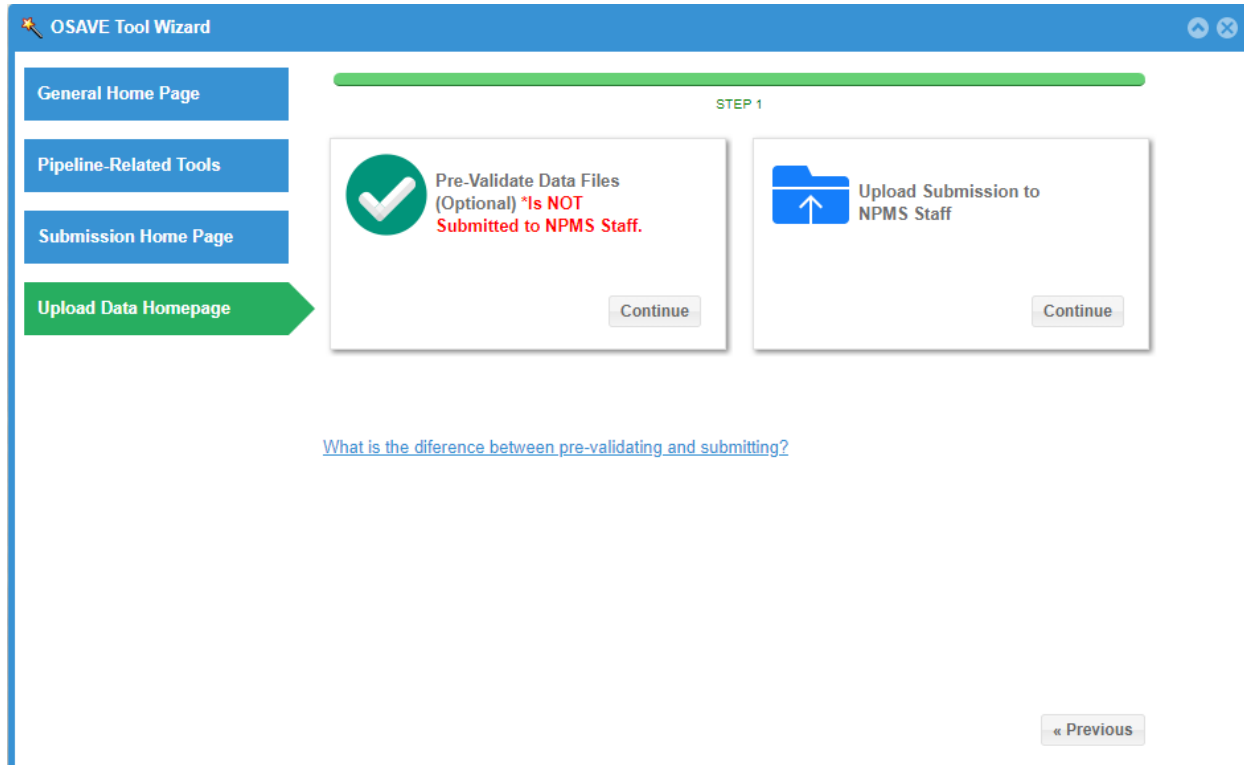 OSAVE Tool Wizard
General Home Page
STEP 1
Pipeline-Related Tools
Pre-Validate Data Files
(Optional) *Is NOT
Submitted to NPMS Staff.
Upload Submission to
NPMS Staff
Submission Home Page
Upload Data Homepage
Continue
Continue
What is the diference between pre-validating and submitting?
« Previous